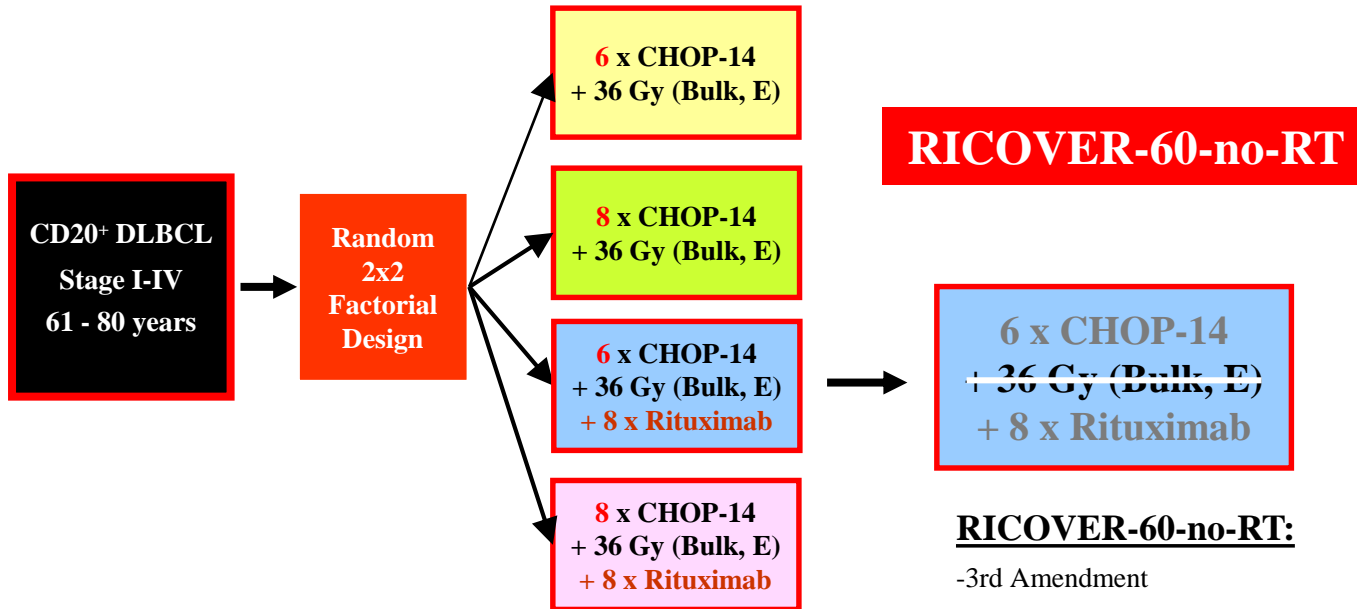 CD20⁺ DLBCL
Stage I-IV
61 - 80 years
Random
2x2
Factorial
Design
6 x CHOP-14
+ 36 Gy (Bulk, E)
8 x CHOP-14
+ 36 Gy (Bulk, E)
6 x CHOP-14
+ 36 Gy (Bulk, E)
+ 8 x Rituximab
8 x CHOP-14
+ 36 Gy (Bulk, E)
+ 8 x Rituximab
RICOVER-60-no-RT
6 x CHOP-14
+ 36 Gy (Bulk, E)
+ 8 x Rituximab
RICOVER-60-no-RT:
-3rd Amendment